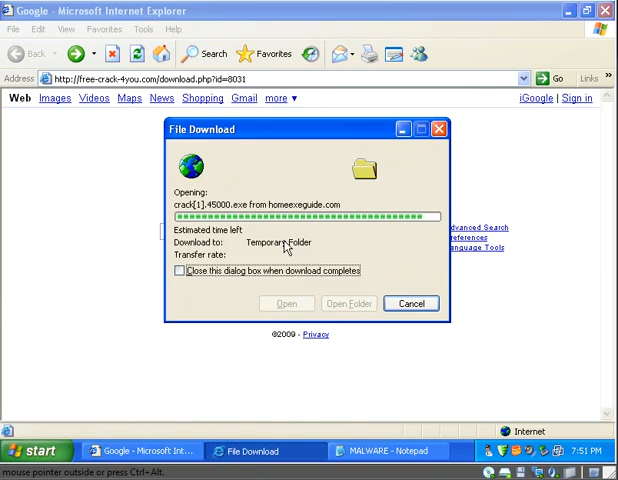 Google - Microsoft Internet Explorer
File Edit View Favorites Tools Help
Back Search Favorites
Address http://free-crack-4you.com/download.php?id=8031 Go Links »
Web Images Videos Maps News Shopping Gmail more ▼ iGoogle | Sign in
File Download
Opening:
crack[1].45000.exe from homeexeguide.com
Estimated time left
Download to: Temporary Folder
Transfer rate:
Close this dialog box when download completes
Open Open Folder Cancel
dvanced Search
references
anguage Tools
©2009 - Privacy
Internet
start Google - Microsoft Int... File Download MALWARE - Notepad 7:51 PM
mouse pointer outside or press Ctrl+Alt.